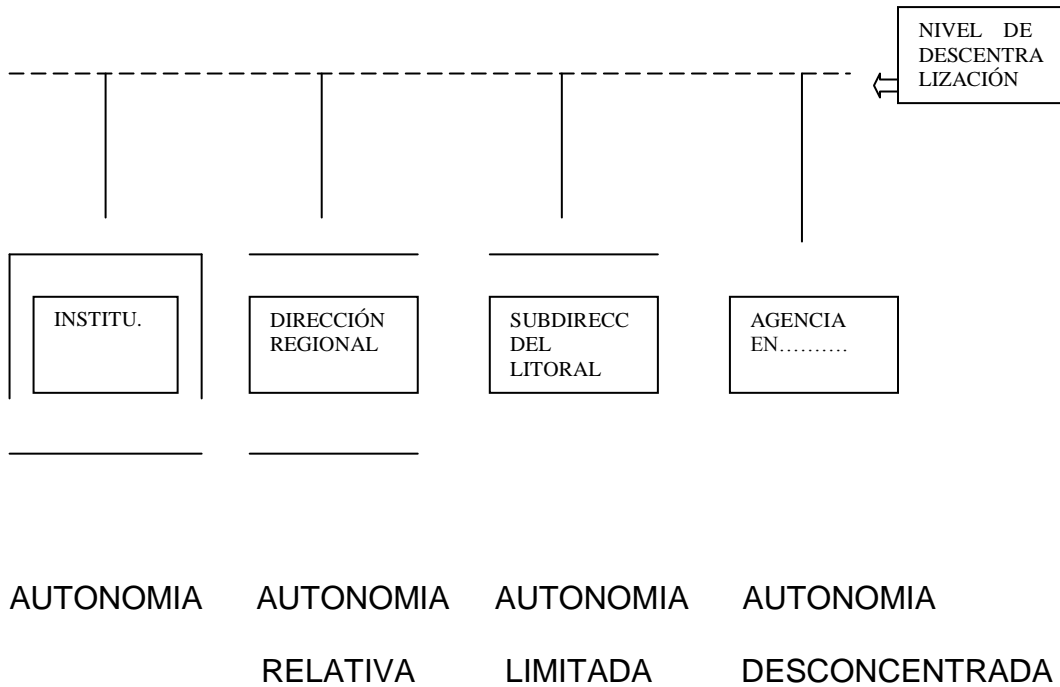 NIVEL DE
DESCENTRA
LIZACIÓN
INSTITU.
DIRECCIÓN
REGIONAL
SUBDIRECC
DEL
LITORAL
AGENCIA
EN……….
AUTONOMIA AUTONOMIA AUTONOMIA AUTONOMIA
RELATIVA LIMITADA DESCONCENTRADA